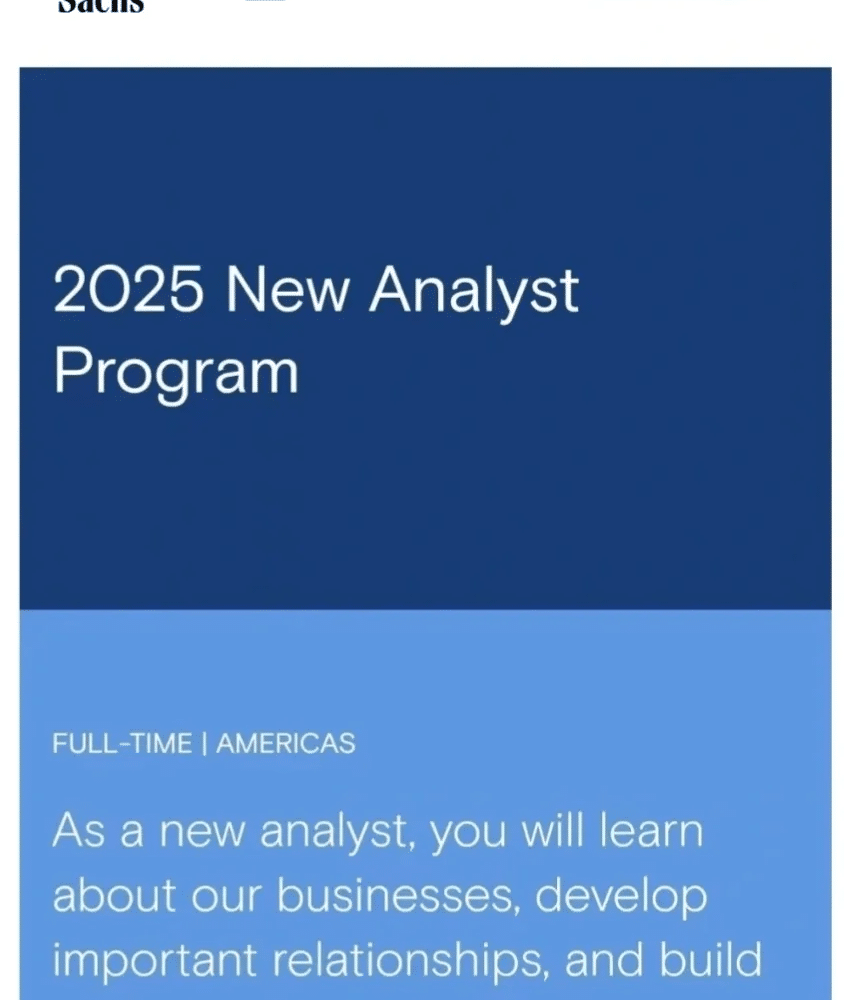 Sachs
2025 New Analyst
Program
FULL-TIME | AMERICAS
As a new analyst, you will learn
about our businesses, develop
important relationships, and build